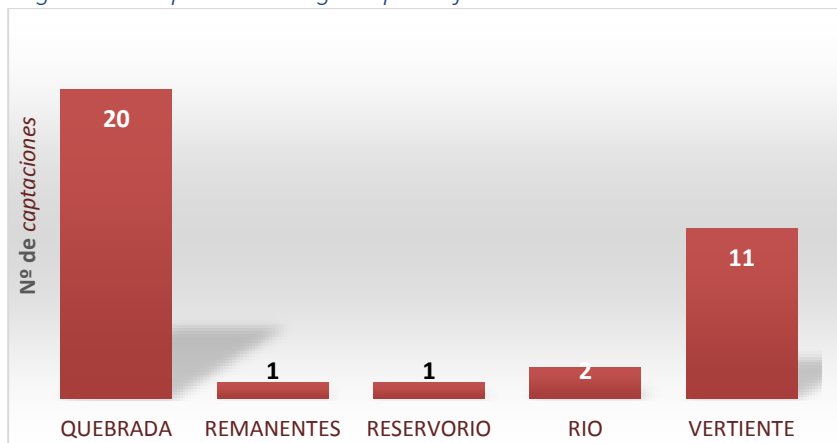 Nº de captaciones
20
1
1
2
11
QUEBRADA
REMANENTES
RESERVORIO
RIO
VERTIENTE